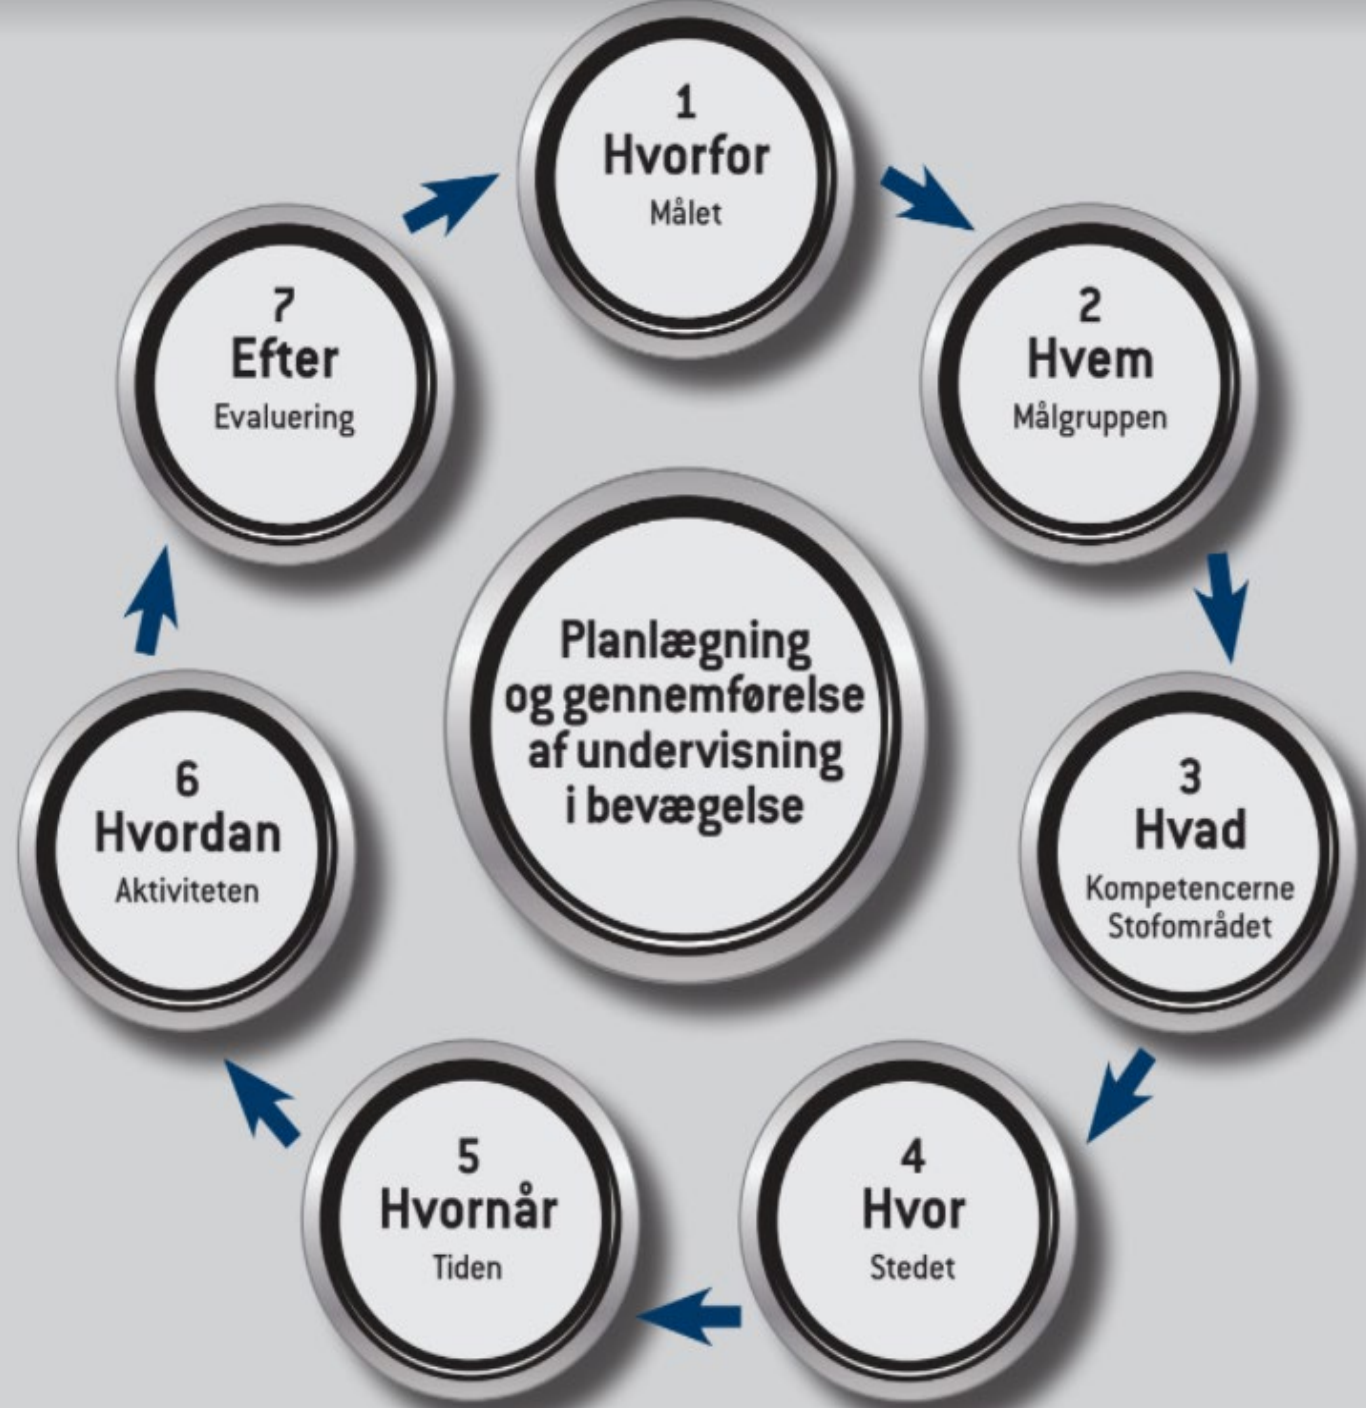 1
Hvorfor
Målet
2
Hvem
Målgruppen
3
Hvad
Kompetencerne
Stofområdet
4
Hvor
Stedet
5
Hvornår
Tiden
6
Hvordan
Aktiviteten
7
Efter
Evaluering
Planlægning
og gennemførelse
af undervisning
i bevægelse